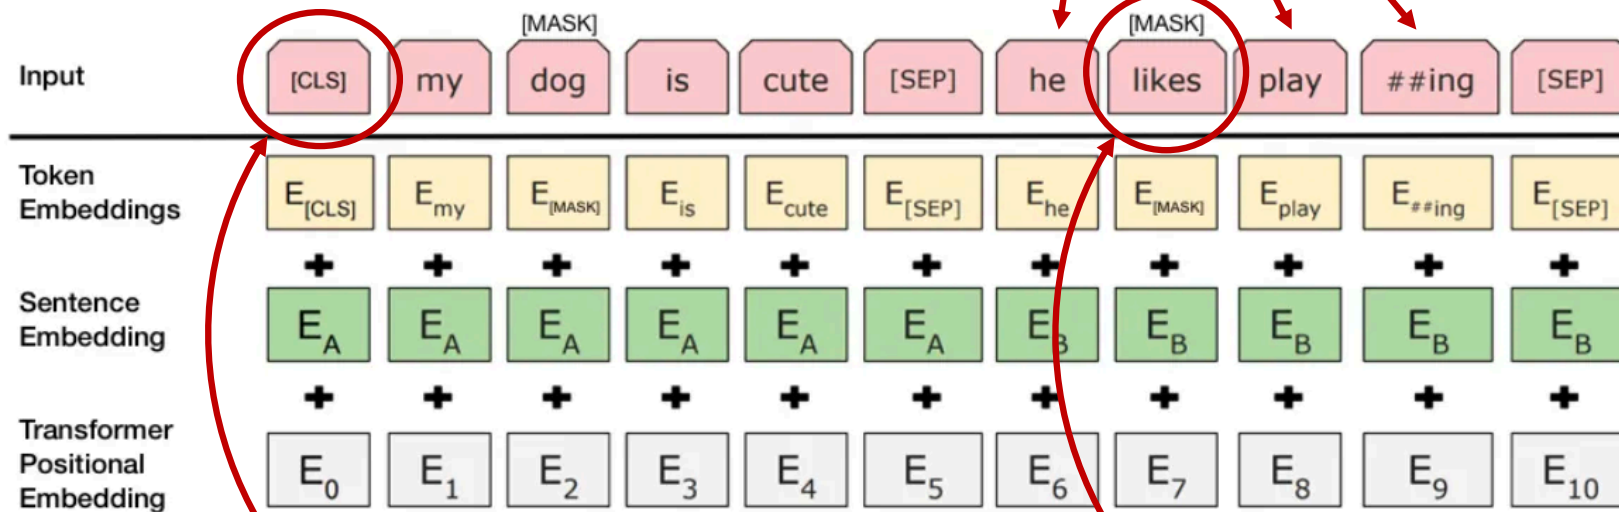 [MASK] [MASK]
Input [CLS] my dog is cute [SEP] he likes play ##ing [SEP]
Token
Embeddings E[CLS] Emy E[MASK] Eis Ecute E[SEP] Ehe E[MASK] Eplay E##ing E[SEP]
Sentence
Embedding EA EA EA EA EA EA EB EB EB EB EB
Transformer
Positional
Embedding E0 E1 E2 E3 E4 E5 E6 E7 E8 E9 E10